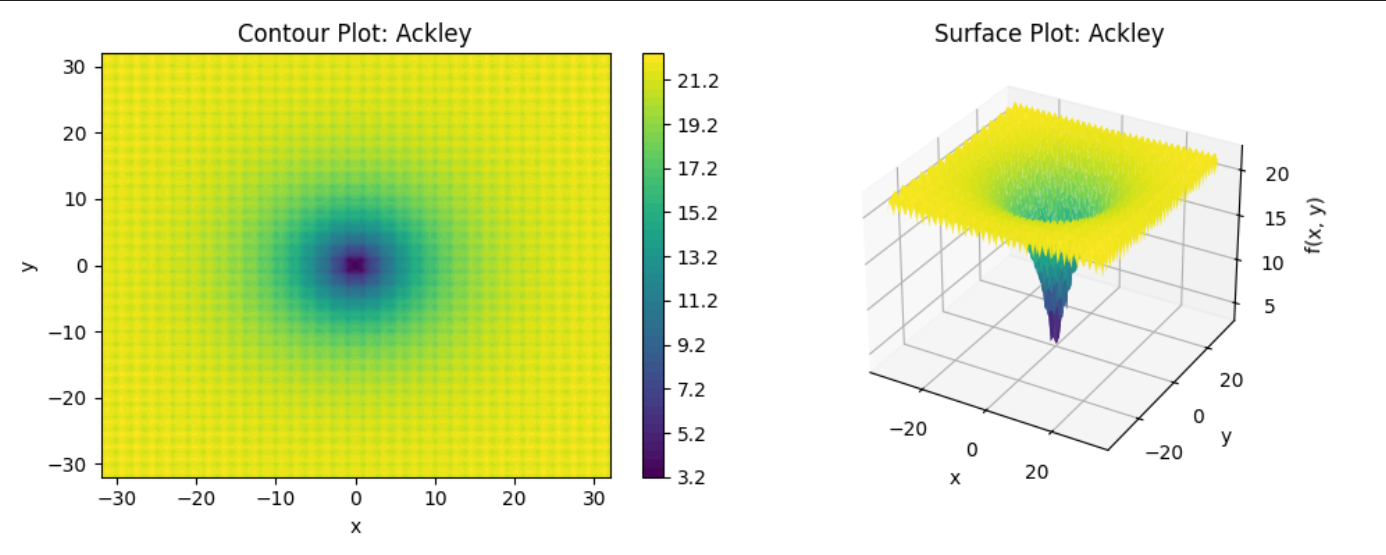 Contour Plot: Ackley
30
20
10
0
−10
−20
−30
y
−30 −20 −10 0 10 20 30
x
21.2
19.2
17.2
15.2
13.2
11.2
9.2
7.2
5.2
3.2
Surface Plot: Ackley
20
15
10
5
f(x, y)
−20 0 20
x
20
0
−20
y